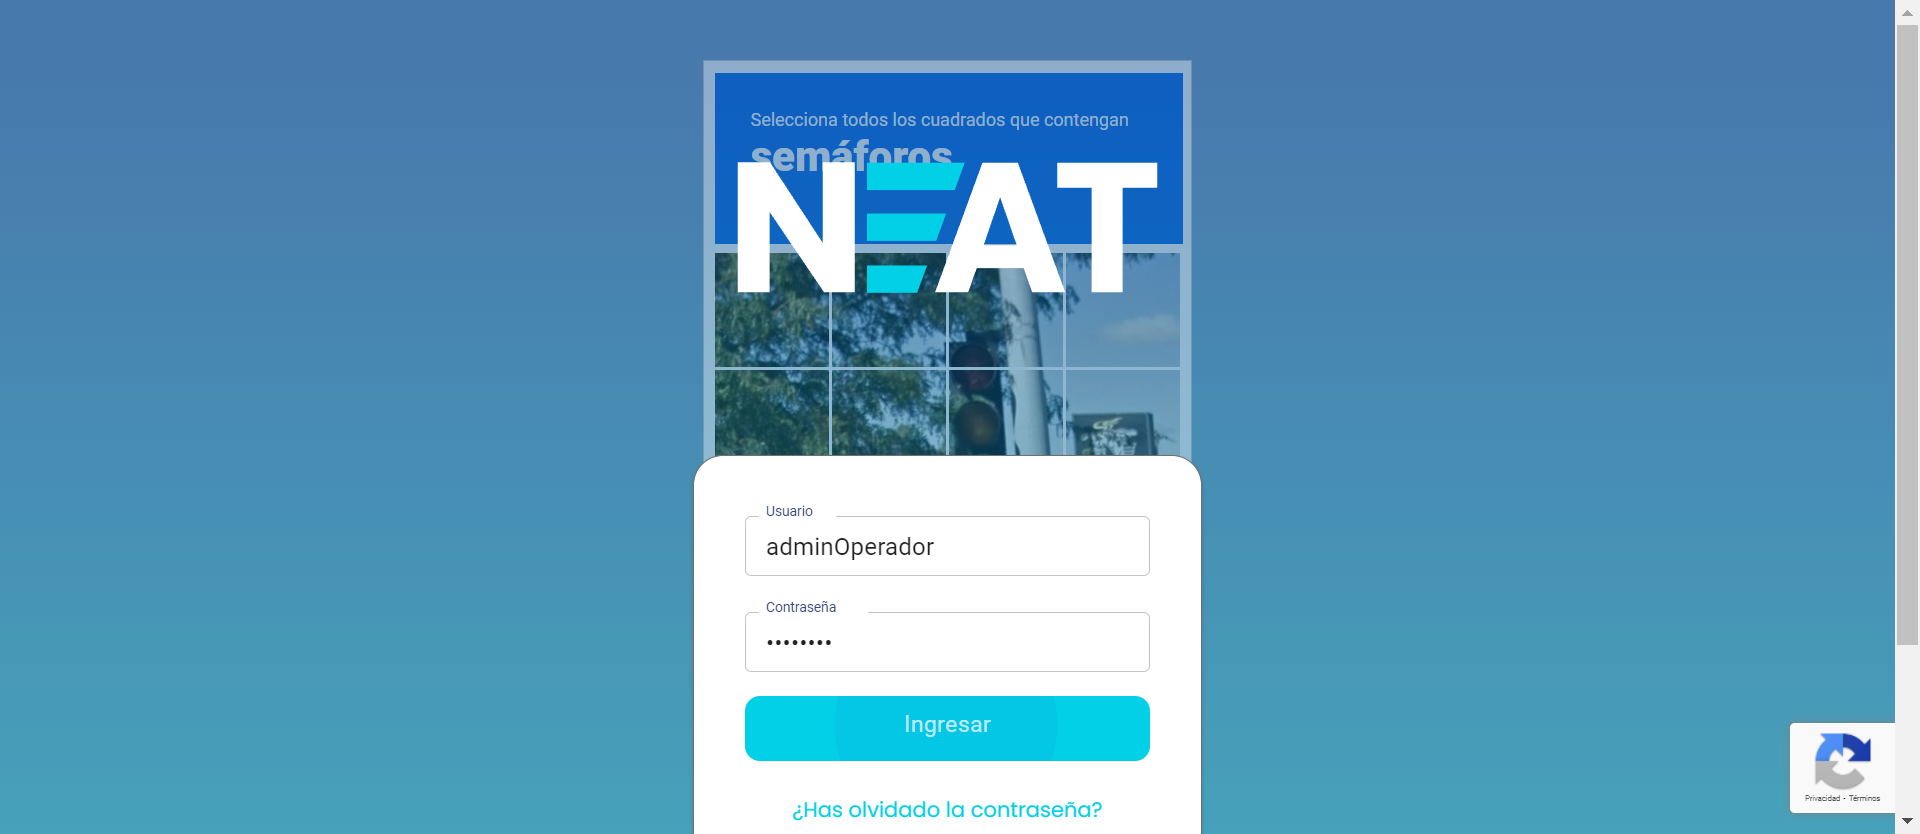 Selecciona todos los cuadrados que contengan
semáforos
NEAT
Usuario
adminOperador
Contraseña
••••••••
Ingresar
¿Has olvidado la contraseña?
Privacidad - Términos